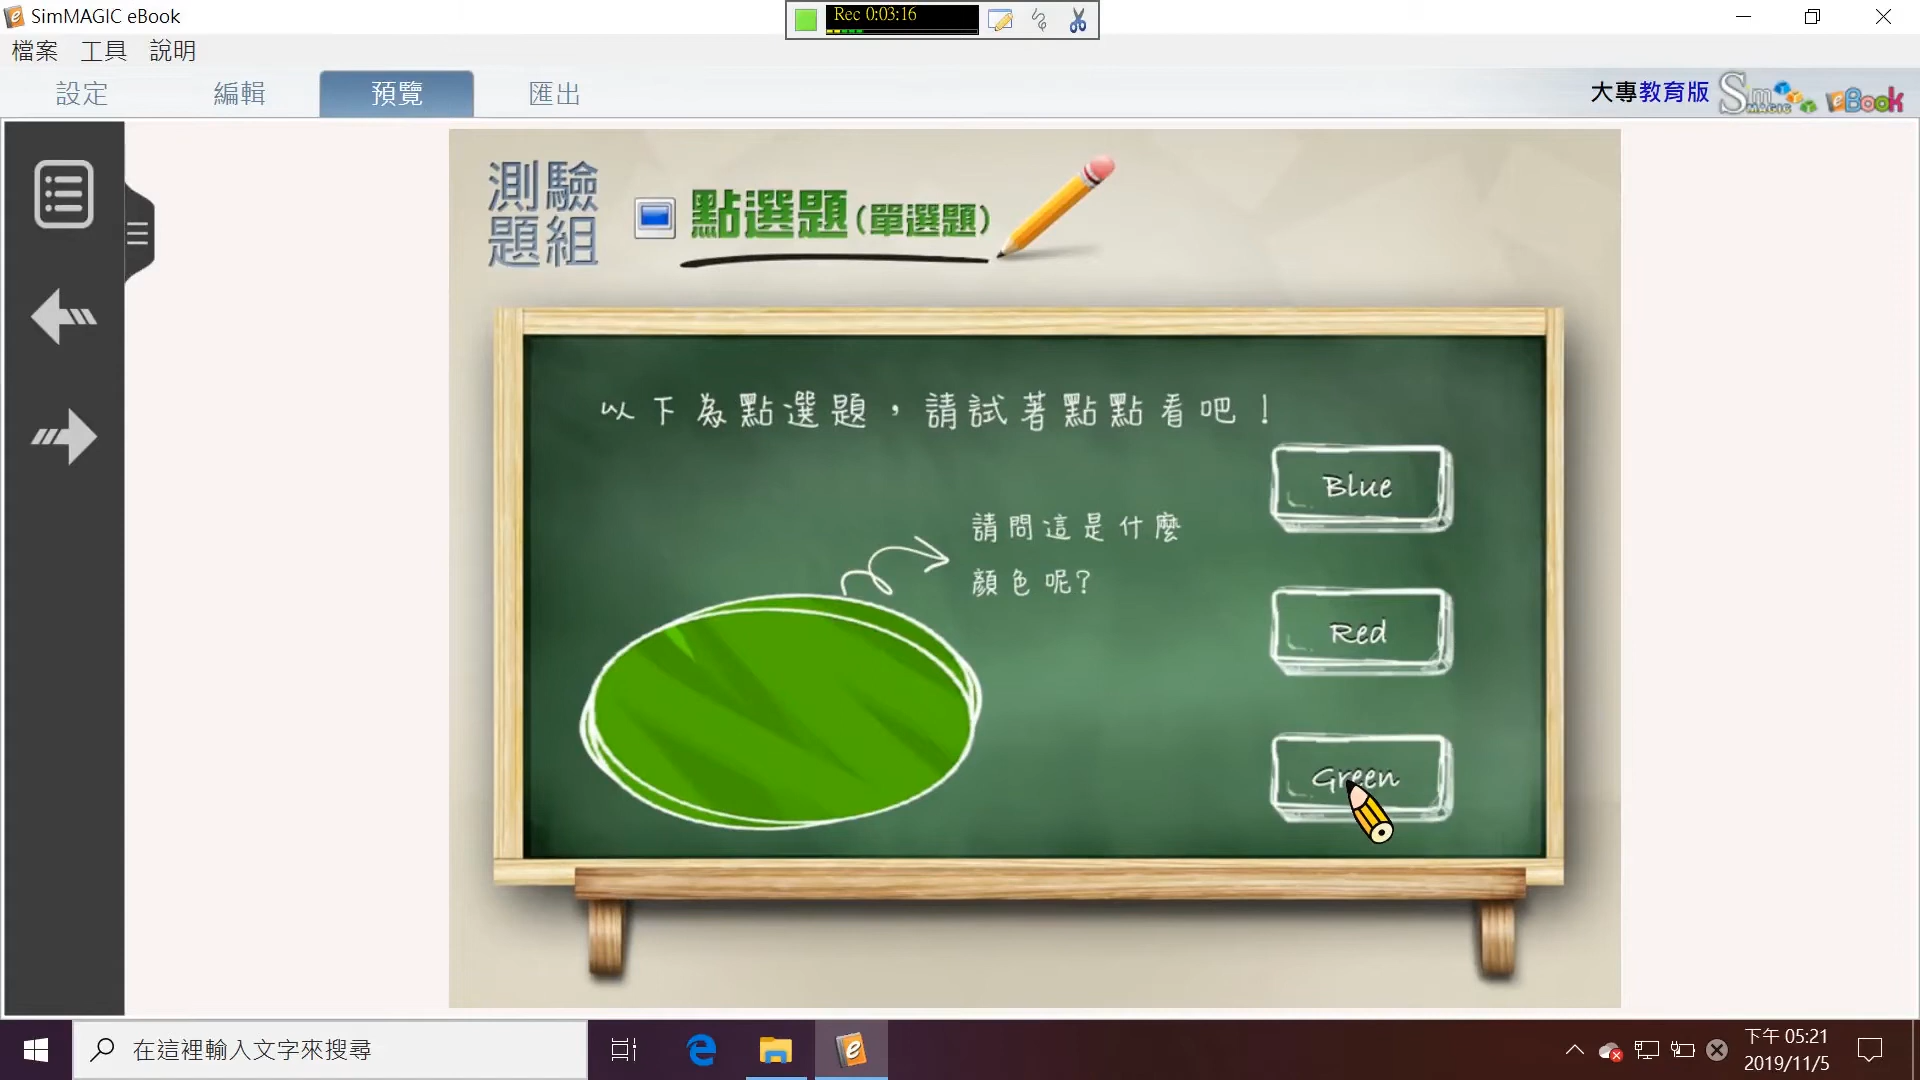 SimMAGIC eBook
Rec 0:03:16
檔案 工具 說明
設定 編輯 預覽 匯出
大專教育版 SimMAGIC eBook
測驗
題組
點選題(單選題)
以下為點選題，請試著點點看吧！
Blue
請問這是什麼
顏色呢?
Red
Green
在這裡輸入文字來搜尋
下午 05:21
2019/11/5